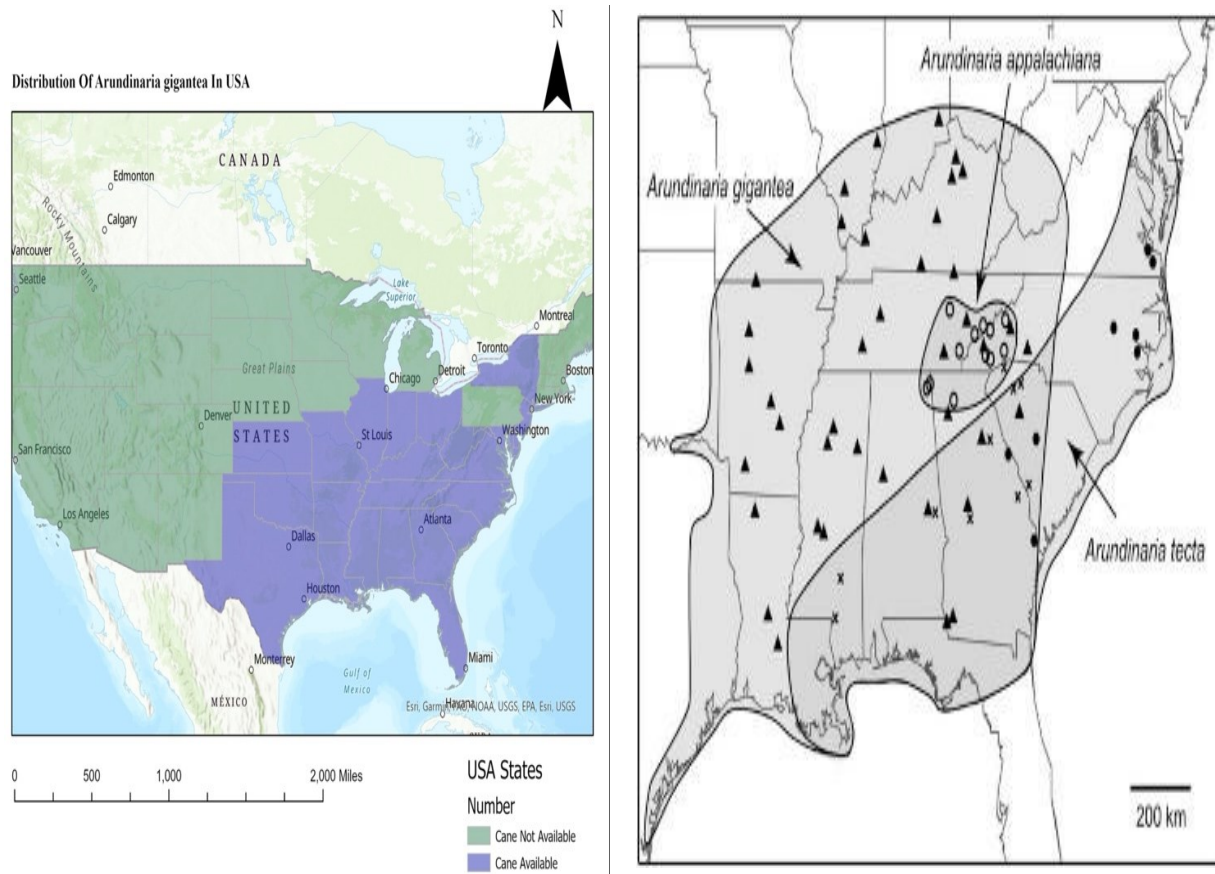 Distribution Of Arundinaria gigantea In USA
N
CANADA
Edmonton
Calgary
Rocky Mountains
Vancouver
Seattle
Lake
Superior
Montreal
Toronto
Great Plains
Chicago
Detroit
Boston
New York
UNITED
STATES
Denver
St Louis
Washington
San Francisco
Los Angeles
Atlanta
Dallas
Houston
Miami
Monterrey
Gulf of
Mexico
MÉXICO
Havana
Esri, Garmin, FAO, NOAA, USGS, EPA, Esri, USGS
0 500 1,000 2,000 Miles
USA States
Number
Cane Not Available
Cane Available
Arundinaria appalachiana
Arundinaria gigantea
Arundinaria tecta
200 km